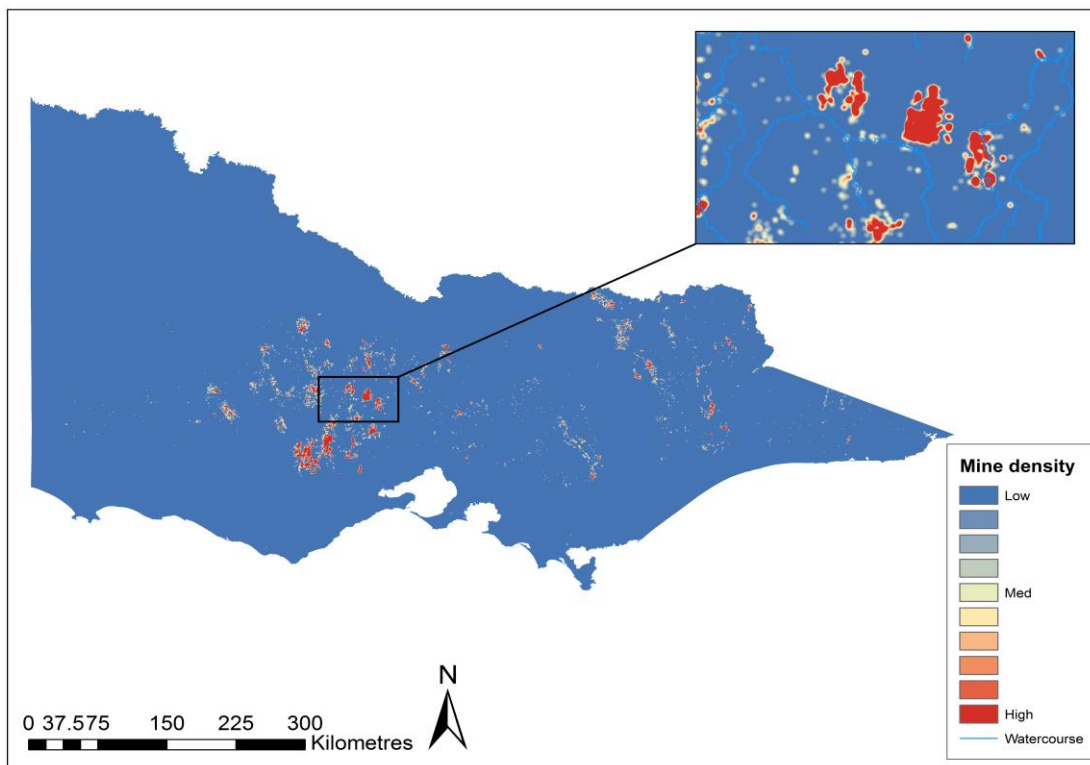 N
0 37.575 150 225 300
Kilometres
Mine density
Low
Med
High
Watercourse